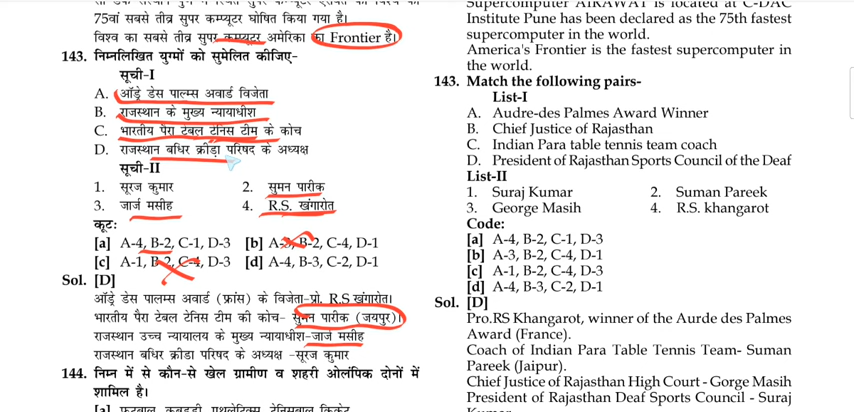 75वां सबसे तीव्र सुपर कम्प्यूटर घोषित किया गया है।
विश्व का सबसे तीव्र सुपर कम्प्यूटर अमेरिका का Frontier है।
143. निम्नलिखित युग्मों को सुमेलित कीजिए-
सूची-I
A. ऑड्रे डेस पाल्म्स अवार्ड विजेता
B. राजस्थान के मुख्य न्यायाधीश
C. भारतीय पैरा टेबल टेनिस टीम के कोच
D. राजस्थान बधिर क्रीड़ा परिषद के अध्यक्ष
सूची-II
1. सूरज कुमार 2. सुमन पारीक
3. जार्ज मसीह 4. R.S. खंगारोत
कूटः
[a] A-4, B-2, C-1, D-3 [b] A-3, B-2, C-4, D-1
[c] A-1, B-2, C-4, D-3 [d] A-4, B-3, C-2, D-1
Sol. [D]
ऑड्रे डेस पालम्स अवार्ड (फ्रांस) के विजेता-प्रो. R.S खंगारोत।
भारतीय पैरा टेबल टेनिस टीम की कोच- सुमन पारीक (जयपुर)।
राजस्थान उच्च न्यायालय के मुख्य न्यायाधीश-जार्ज मसीह
राजस्थान बधिर क्रीडा परिषद के अध्यक्ष -सूरज कुमार
144. निम्न में से कौन-से खेल ग्रामीण व शहरी ओलंपिक दोनों में
शामिल है।
[a] फुटबाल, कबड्डी, एथलेटिक्स, टेनिसबाल क्रिकेट
Supercomputer AIRAWAT is located at C-DAC
Institute Pune has been declared as the 75th fastest
supercomputer in the world.
America's Frontier is the fastest supercomputer in
the world.
143. Match the following pairs-
List-I
A. Audre-des Palmes Award Winner
B. Chief Justice of Rajasthan
C. Indian Para table tennis team coach
D. President of Rajasthan Sports Council of the Deaf
List-II
1. Suraj Kumar 2. Suman Pareek
3. George Masih 4. R.S. khangarot
Code:
[a] A-4, B-2, C-1, D-3
[b] A-3, B-2, C-4, D-1
[c] A-1, B-2, C-4, D-3
[d] A-4, B-3, C-2, D-1
Sol. [D]
Pro.RS Khangarot, winner of the Aurde des Palmes
Award (France).
Coach of Indian Para Table Tennis Team- Suman
Pareek (Jaipur).
Chief Justice of Rajasthan High Court - Gorge Masih
President of Rajasthan Deaf Sports Council - Suraj